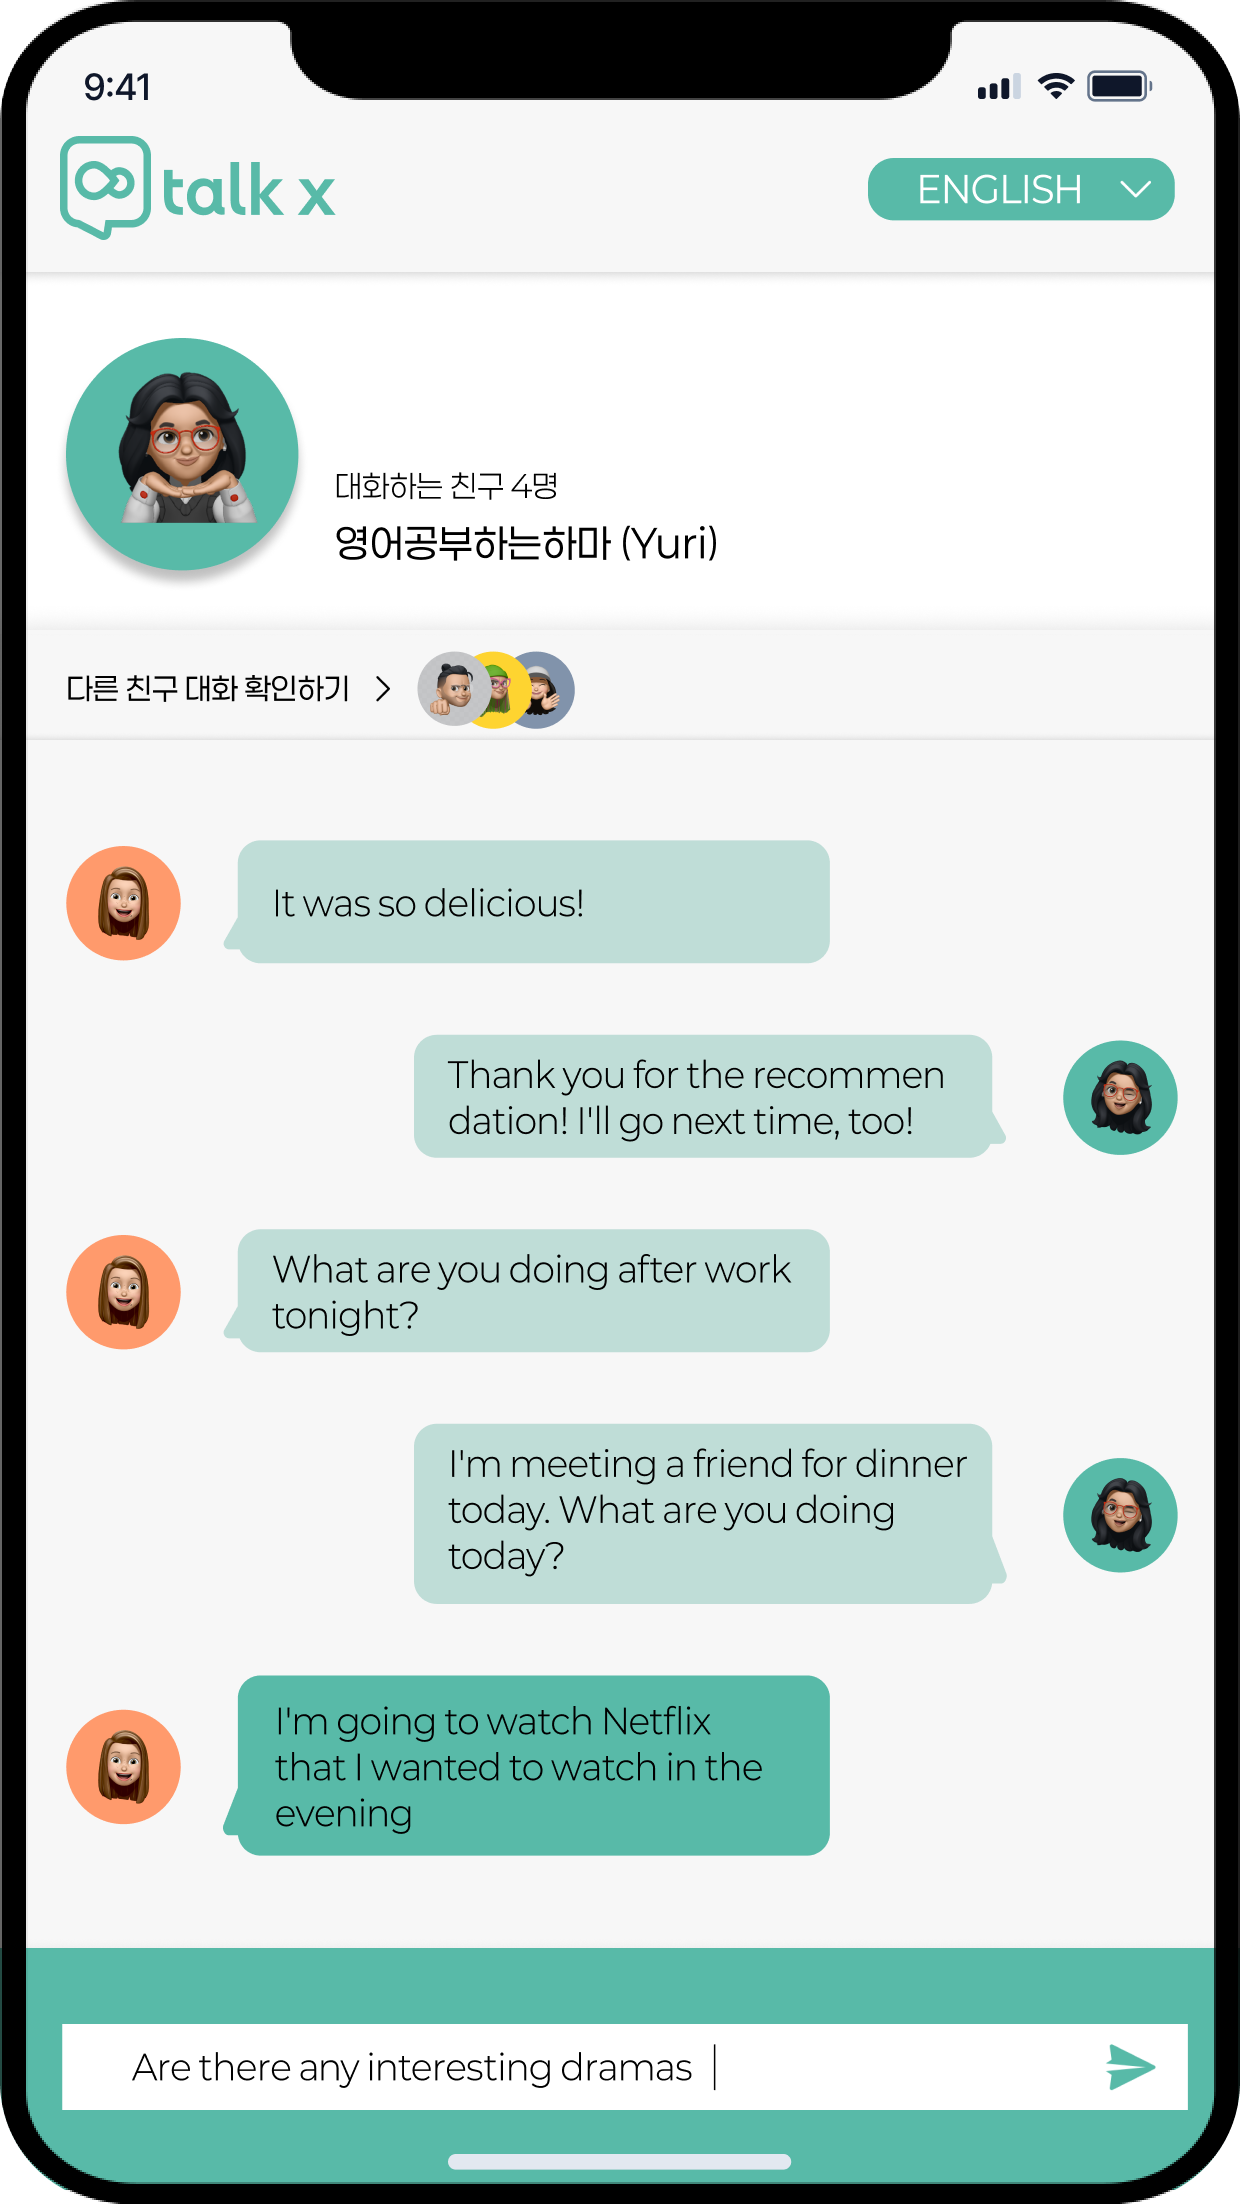 9:41
talk x
ENGLISH
대화하는 친구 4명
영어공부하는하마 (Yuri)
다른 친구 대화 확인하기 >
It was so delicious!
Thank you for the recommen
dation! I'll go next time, too!
What are you doing after work
tonight?
I'm meeting a friend for dinner
today. What are you doing
today?
I'm going to watch Netflix
that I wanted to watch in the
evening
Are there any interesting dramas